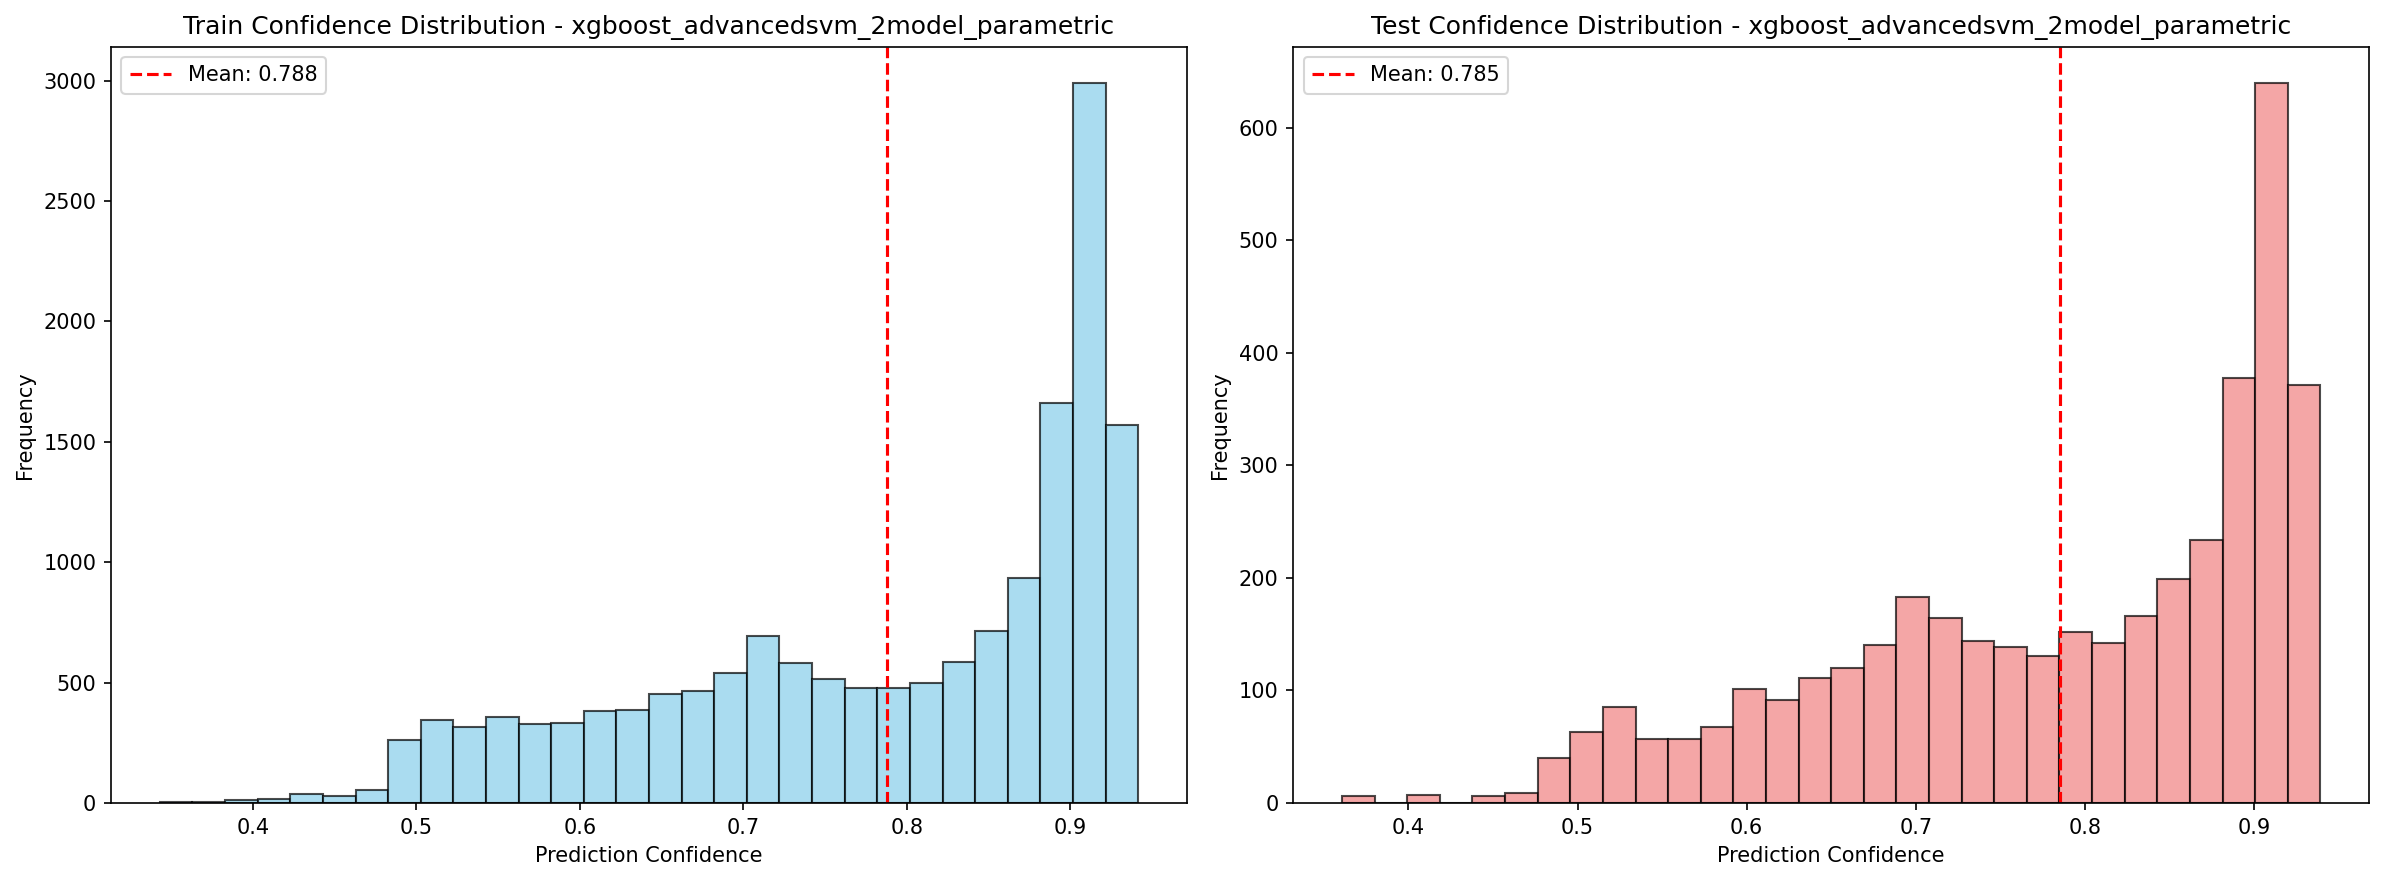 Train Confidence Distribution - xgboost_advancedsvm_2model_parametric
Mean: 0.788
3000
2500
2000
1500
1000
500
0
Frequency
0.4 0.5 0.6 0.7 0.8 0.9
Prediction Confidence
Test Confidence Distribution - xgboost_advancedsvm_2model_parametric
Mean: 0.785
600
500
400
300
200
100
0
Frequency
0.4 0.5 0.6 0.7 0.8 0.9
Prediction Confidence